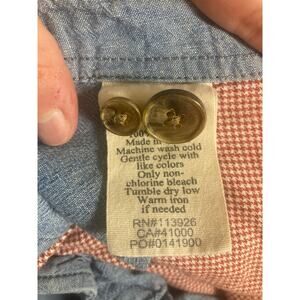 100%
Made in
Machine wash cold
Gentle cycle with
like colors
Only non-
chlorine bleach
Tumble dry low
Warm iron
if needed
RN#113926
CA#41000
PO#0141900